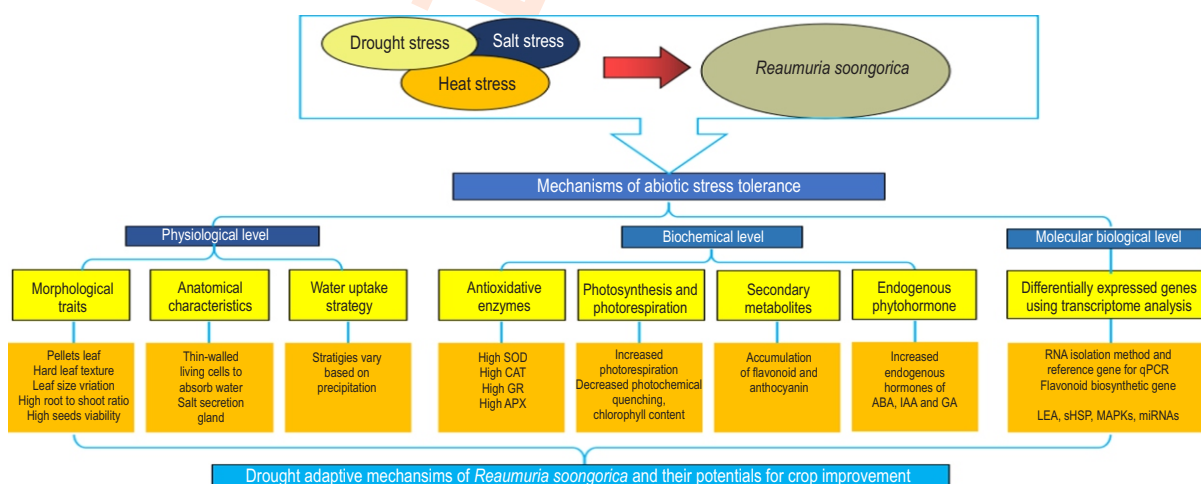 Drought stress
Salt stress
Heat stress
Reaumuria soongorica
Mechanisms of abiotic stress tolerance
Physiological level
Biochemical level
Molecular biological level
Morphological
traits
Anatomical
characteristics
Water uptake
strategy
Antioxidative
enzymes
Photosynthesis and
photorespiration
Secondary
metabolites
Endogenous
phytohormone
Differentially expressed genes
using transcriptome analysis
Pellets leaf
Hard leaf texture
Leaf size vriation
High root to shoot ratio
High seeds viability
Thin-walled
living cells to
absorb water
Salt secretion
gland
Stratigies vary
based on
precipitation
High SOD
High CAT
High GR
High APX
Increased
photorespiration
Decreased photochemical
quenching,
chlorophyll content
Accumulation
of flavonoid and
anthocyanin
Increased
endogenous
hormones of
ABA, IAA and GA
RNA isolation method and
reference gene for qPCR
Flavonoid biosynthetic gene
LEA, sHSP, MAPKs, miRNAs
Drought adaptive mechansims of Reaumuria soongorica and their potentials for crop improvement